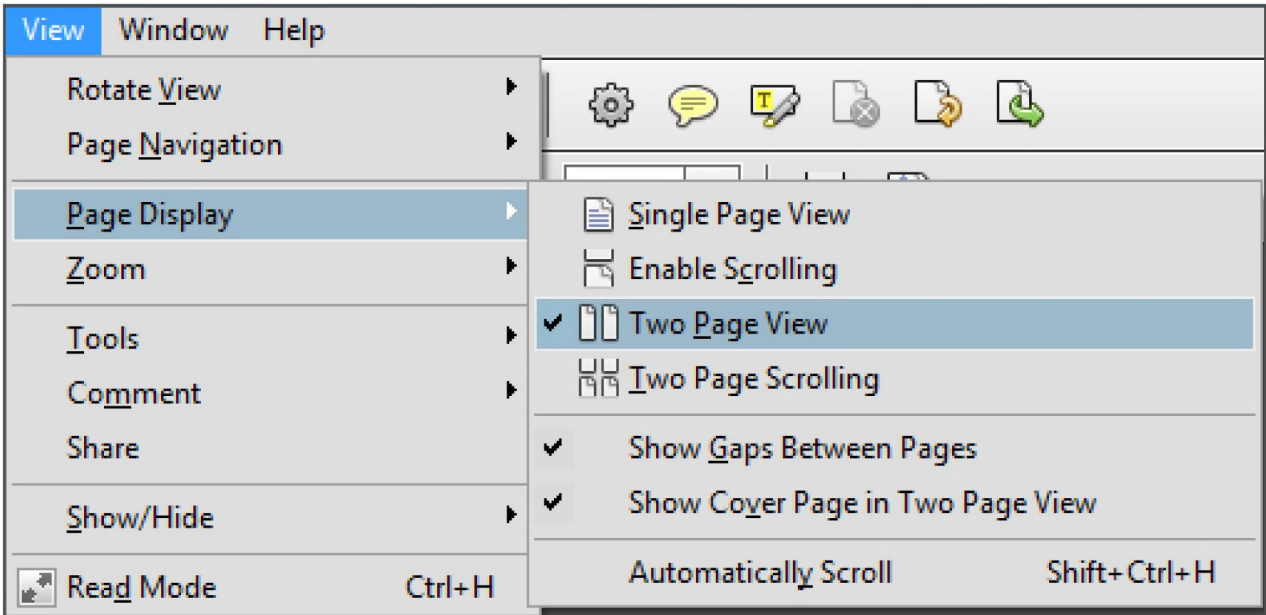 View Window Help
Rotate View
Page Navigation
Page Display
Zoom
Tools
Comment
Share
Show/Hide
Read Mode Ctrl+H
T
Single Page View
Enable Scrolling
Two Page View
Two Page Scrolling
Show Gaps Between Pages
Show Cover Page in Two Page View
Automatically Scroll Shift+Ctrl+H